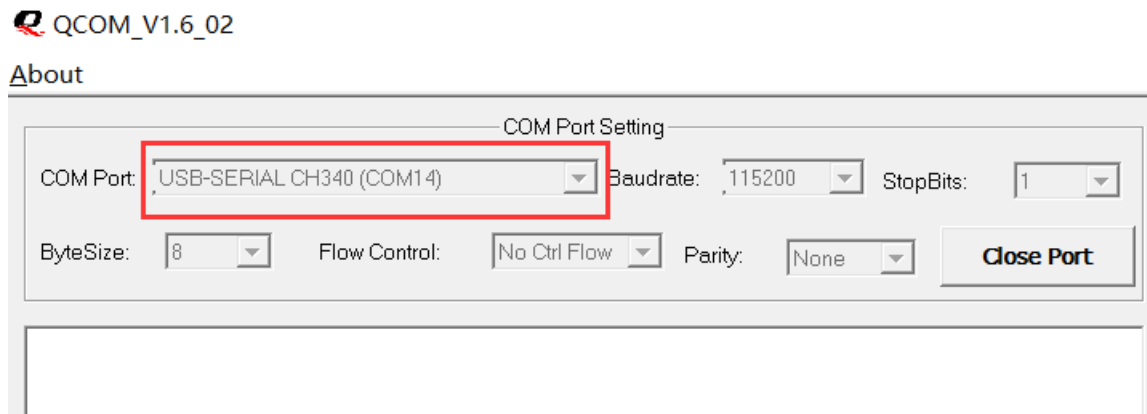 QCOM_V1.6_02
About
COM Port Setting
COM Port: USB-SERIAL CH340 (COM14) Baudrate: 115200 StopBits: 1
ByteSize: 8 Flow Control: No Ctrl Flow Parity: None Close Port